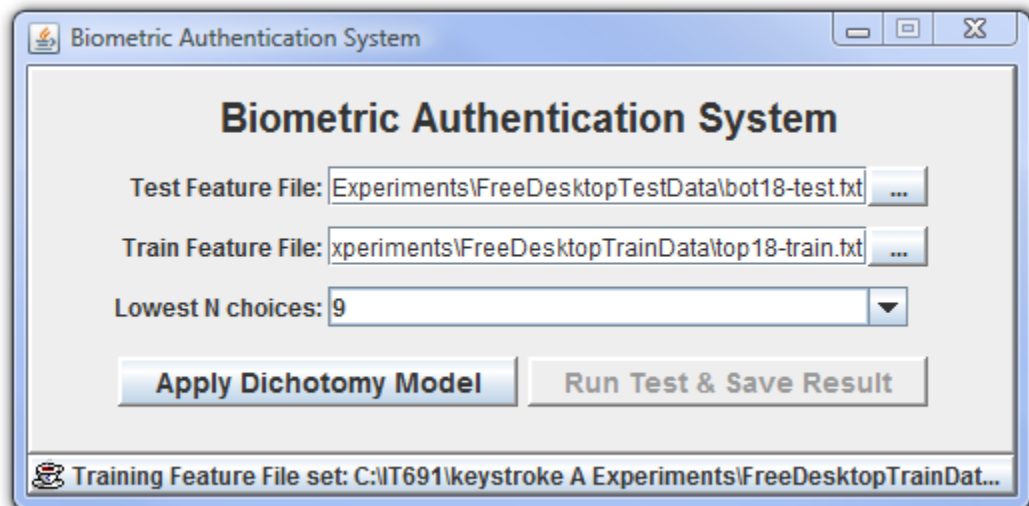 Biometric Authentication System
Biometric Authentication System
Test Feature File: Experiments\FreeDesktopTestData\bot18-test.txt ...
Train Feature File: xperiments\FreeDesktopTrainData\top18-train.txt ...
Lowest N choices: 9
Apply Dichotomy Model Run Test & Save Result
Training Feature File set: C:\IT691\keystroke A Experiments\FreeDesktopTrainDat...